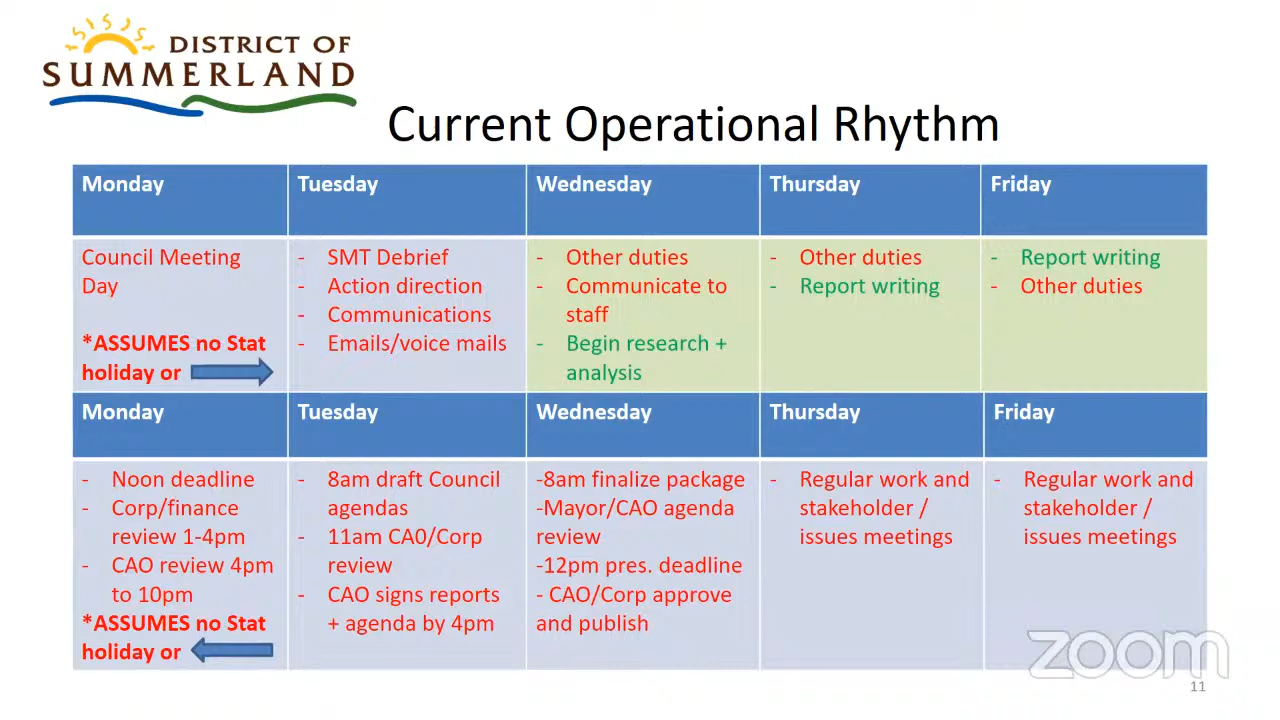 SISIS
DISTRICT OF
SUMMERLAND
Current Operational Rhythm
Monday
Tuesday
Wednesday
Thursday
Friday
Council Meeting
Day
*ASSUMES no Stat
holiday or
- SMT Debrief
- Action direction
- Communications
- Emails/voice mails
- Other duties
- Communicate to
staff
- Begin research +
analysis
- Other duties
- Report writing
- Report writing
- Other duties
Monday
Tuesday
Wednesday
Thursday
Friday
- Noon deadline
- Corp/finance
review 1-4pm
- CAO review 4pm
to 10pm
*ASSUMES no Stat
holiday or
- 8am draft Council
agendas
- 11am CA0/Corp
review
- CAO signs reports
+ agenda by 4pm
-8am finalize package
-Mayor/CAO agenda
review
-12pm pres. deadline
- CAO/Corp approve
and publish
- Regular work and
stakeholder /
issues meetings
- Regular work and
stakeholder /
issues meetings
zoom
11